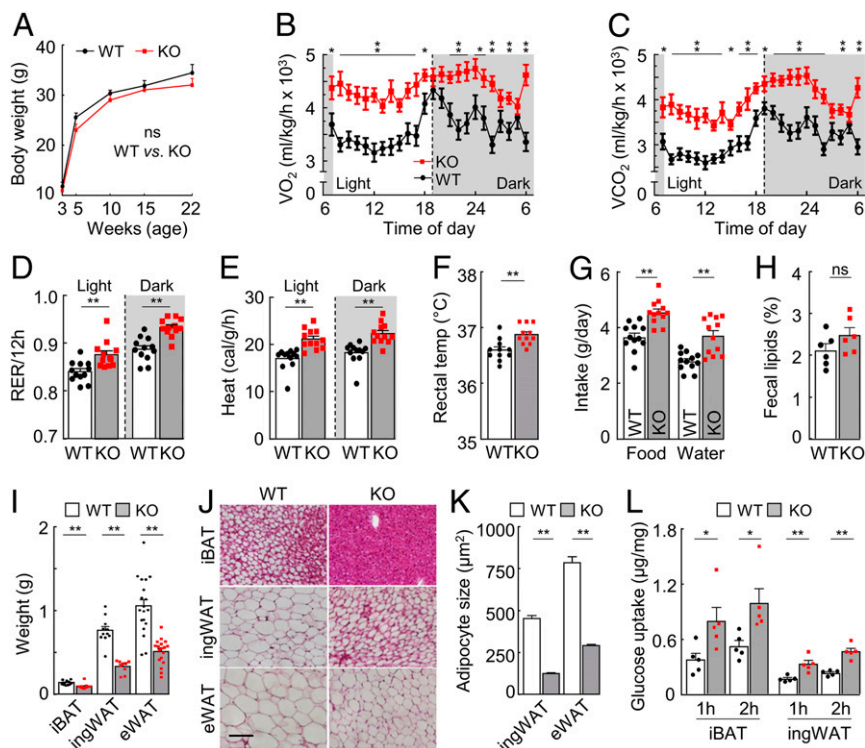 A
WT KO
Body weight (g)
40
30
20
10
ns
WT vs. KO
3 5 10 15 22
Weeks (age)
B
* ** * ** ** ** ** *
VO2 (ml/kg/h x 10³)
5
4
3
0
KO
WT
Light Dark
6 12 18 24 6
Time of day
C
* ** * ** * ** ** ** *
VCO2 (ml/kg/h x 10³)
5
4
3
0
Light Dark
6 12 18 24 6
Time of day
D
Light Dark
** **
RER/12h
1.0
0.9
0.8
0.7
WT KO WT KO
E
Light Dark
** **
Heat (cal/g/h)
40
30
20
10
0
WT KO WT KO
F
**
Rectal temp (°C)
38
37
36
35
WT KO
G
** **
Intake (g/day)
6
4
2
0
WT KO
Food Water
H
ns
Fecal lipids (%)
4
3
2
1
0
WT KO
I
WT KO
** ** **
Weight (g)
2
1
0
iBAT
ingWAT
eWAT
J
WT KO
iBAT
ingWAT
eWAT
K
WT KO
** **
Adipocyte size (µm²)
1000
750
500
250
0
ingWAT
eWAT
L
WT KO
* * ** **
Glucose uptake (µg/mg)
1.8
1.2
0.6
0
1h 2h 1h 2h
iBAT ingWAT